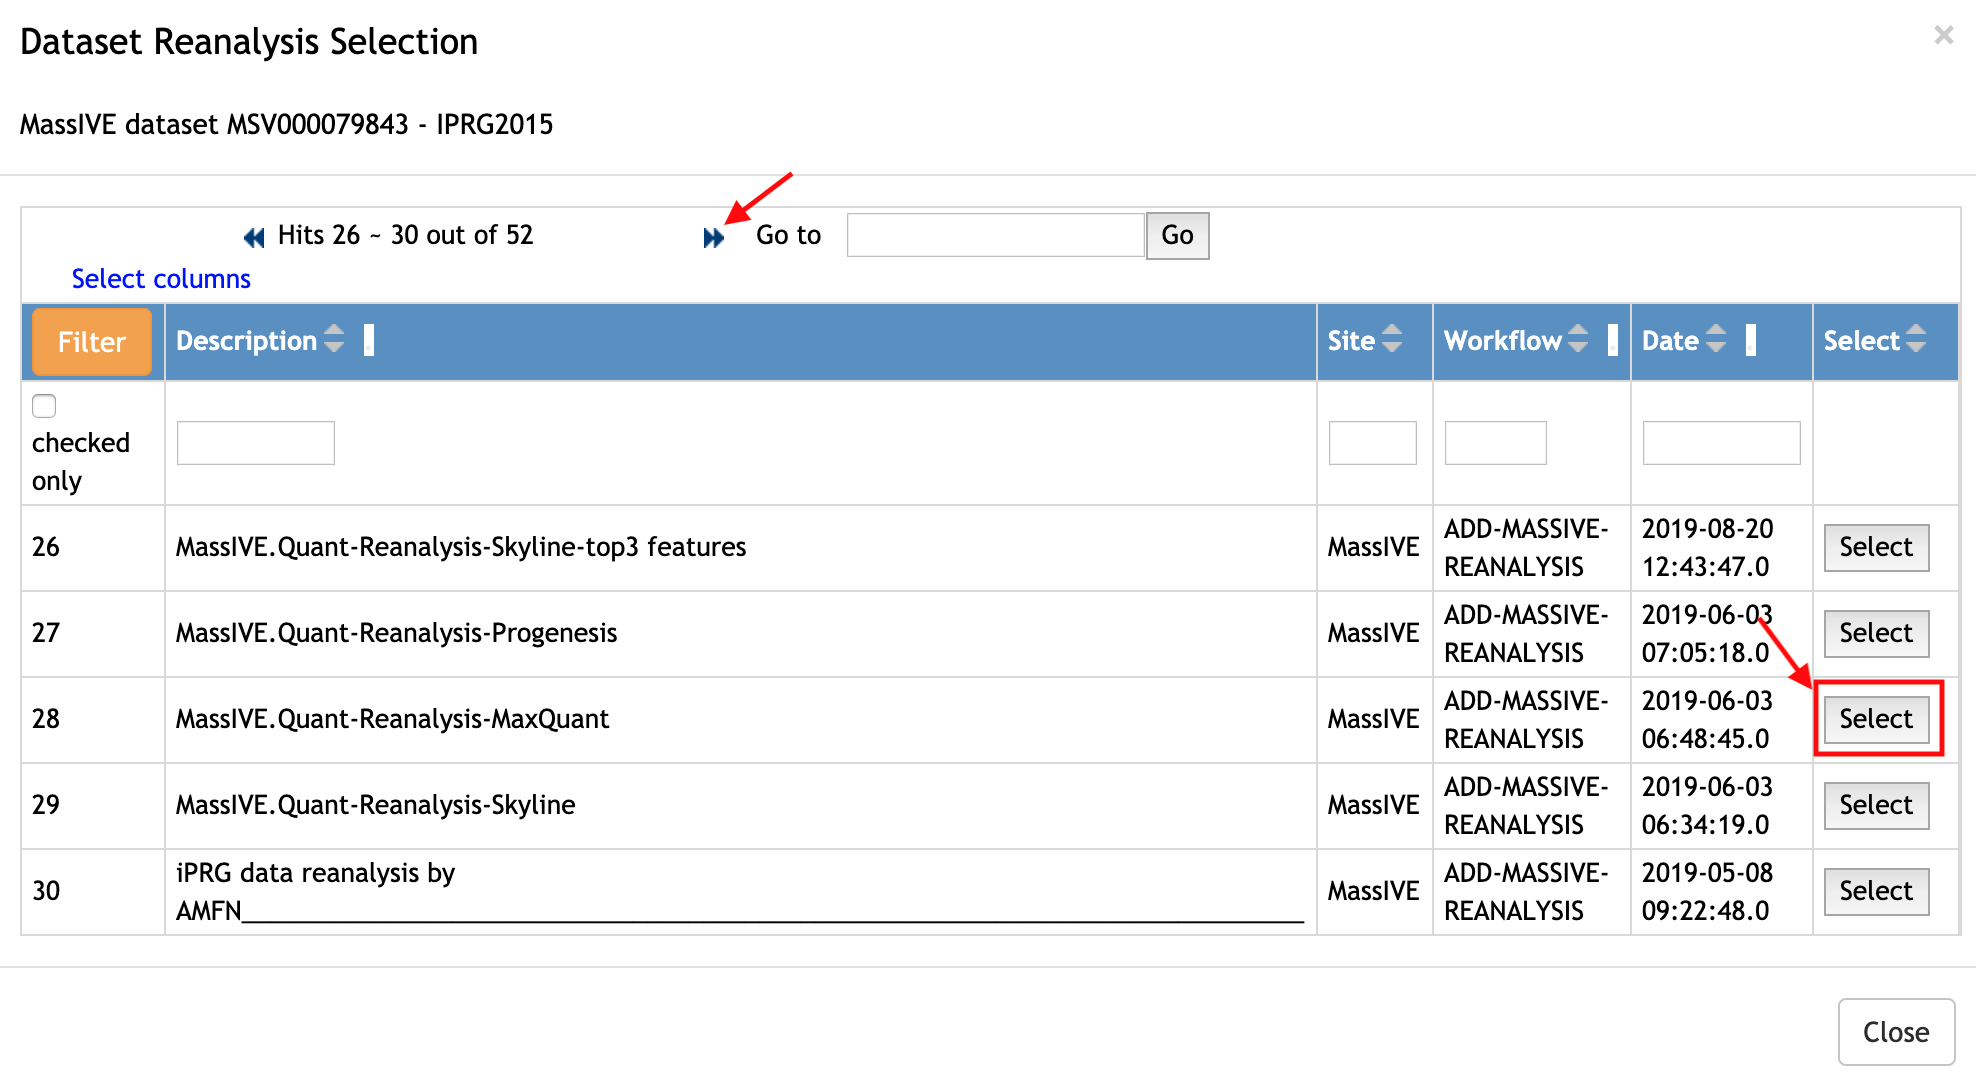 Dataset Reanalysis Selection
×
MassIVE dataset MSV000079843 - IPRG2015
Hits 26 ~ 30 out of 52
Go to
Go
Select columns
Filter
Description
Site
Workflow
Date
Select
checked
only
26
MassIVE.Quant-Reanalysis-Skyline-top3 features
MassIVE
ADD-MASSIVE-
REANALYSIS
2019-08-20
12:43:47.0
Select
27
MassIVE.Quant-Reanalysis-Progenesis
MassIVE
ADD-MASSIVE-
REANALYSIS
2019-06-03
07:05:18.0
Select
28
MassIVE.Quant-Reanalysis-MaxQuant
MassIVE
ADD-MASSIVE-
REANALYSIS
2019-06-03
06:48:45.0
Select
29
MassIVE.Quant-Reanalysis-Skyline
MassIVE
ADD-MASSIVE-
REANALYSIS
2019-06-03
06:34:19.0
Select
30
iPRG data reanalysis by
AMFN______________________________________________________________________________
MassIVE
ADD-MASSIVE-
REANALYSIS
2019-05-08
09:22:48.0
Select
Close